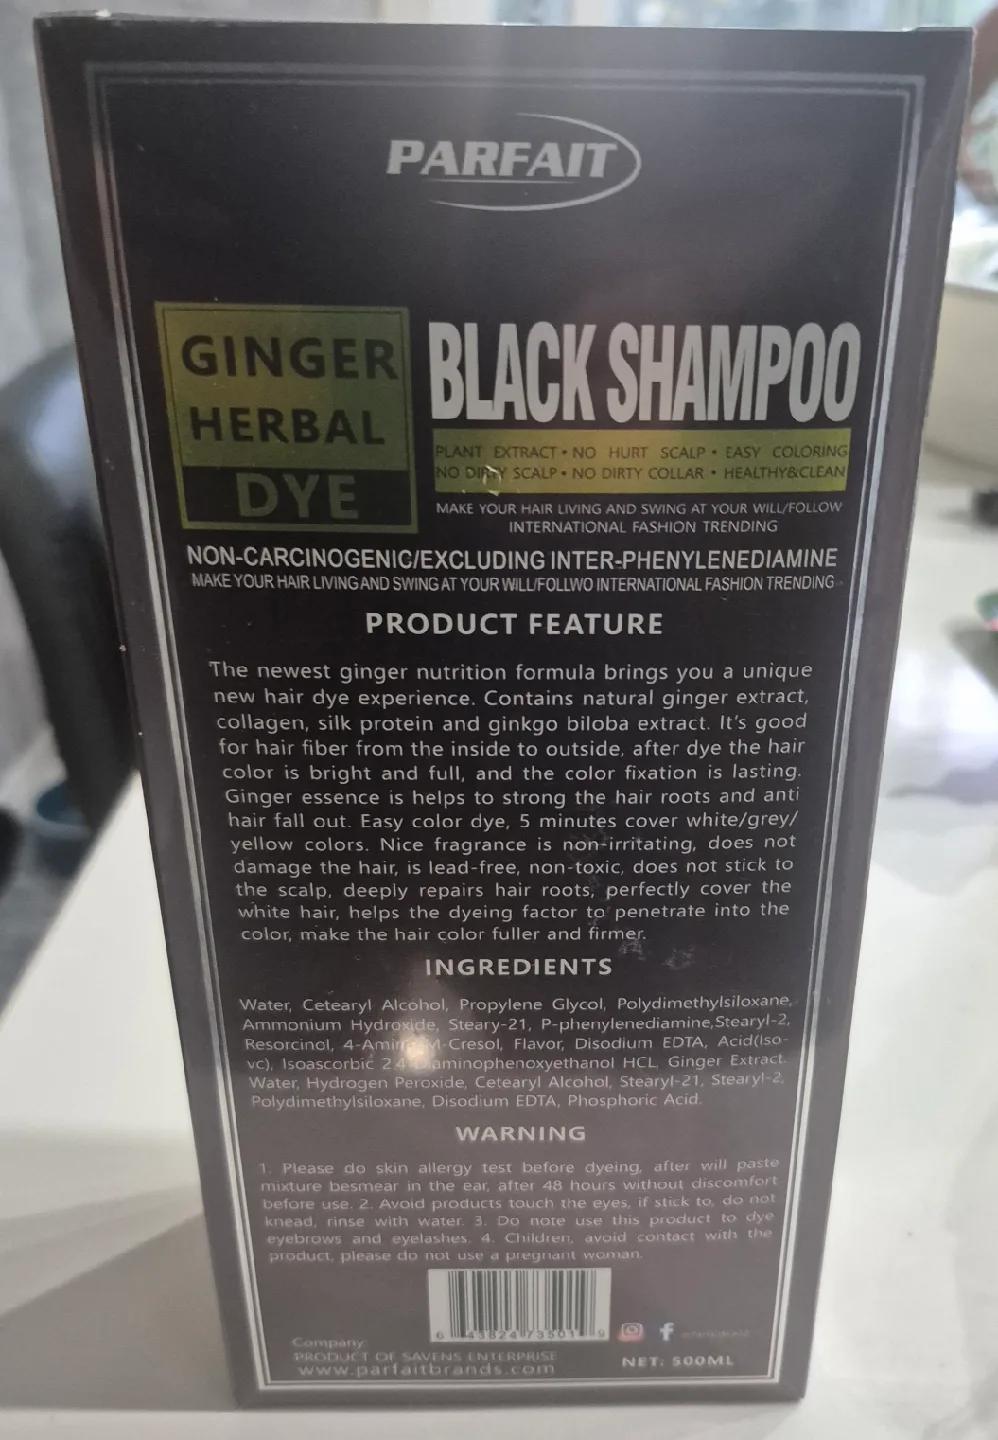 PARFAIT
GINGER
HERBAL
DYE
BLACK SHAMPOO
PLANT EXTRACT • NO HURT SCALP • EASY COLORING
NO DIRTY SCALP • NO DIRTY COLLAR • HEALTHY&CLEAN
MAKE YOUR HAIR LIVING AND SWING AT YOUR WILL/FOLLOW
INTERNATIONAL FASHION TRENDING
NON-CARCINOGENIC/EXCLUDING INTER-PHENYLENEDIAMINE
MAKE YOUR HAIR LIVING AND SWING AT YOUR WILL/FOLLWO INTERNATIONAL FASHION TRENDING
PRODUCT FEATURE
The newest ginger nutrition formula brings you a unique
new hair dye experience. Contains natural ginger extract,
collagen, silk protein and ginkgo biloba extract. It's good
for hair fiber from the inside to outside, after dye the hair
color is bright and full, and the color fixation is lasting.
Ginger essence is helps to strong the hair roots and anti
hair fall out. Easy color dye, 5 minutes cover white/grey/
yellow colors. Nice fragrance is non-irritating, does not
damage the hair, is lead-free, non-toxic, does not stick to
the scalp, deeply repairs hair roots, perfectly cover the
white hair, helps the dyeing factor to penetrate into the
color, make the hair color fuller and firmer.
INGREDIENTS
Water, Cetearyl Alcohol, Propylene Glycol, Polydimethylsiloxane,
Ammonium Hydroxide, Steary-21, P-phenylenediamine,Stearyl-2,
Resorcinol, M-Cresol, Flavor, Disodium EDTA, Acid(Iso-
vc), Isoascorbic HCL, Ginger Extract.
Water, Hydrogen Peroxide, Cetearyl Alcohol, Stearyl-21, Stearyl-2,
Polydimethylsiloxane, Disodium EDTA, Phosphoric Acid.
WARNING
1. Please do skin allergy test before dyeing, after will paste
mixture besmear in the ear, after 48 hours without discomfort
before use. 2. Avoid products touch the eyes, if stick to, do not
knead, rinse with water. 3. Do note use this product to dye
eyebrows and eyelashes. 4. Children, avoid contact with the
product, please do not use a pregnant woman.
Company:
PRODUCT OF SAVENS ENTERPRISE
www.parfaitbrands.com
NET: 500ML